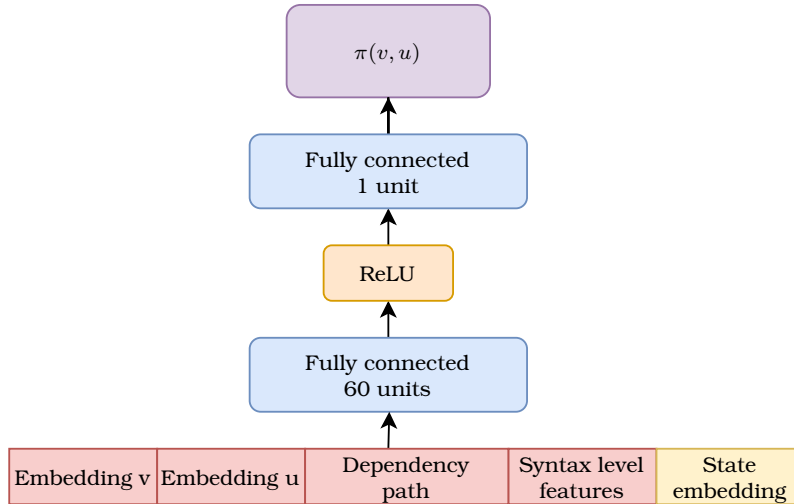 π(v, u)
Fully connected
1 unit
ReLU
Fully connected
60 units
Embedding v
Embedding u
Dependency
path
Syntax level
features
State
embedding